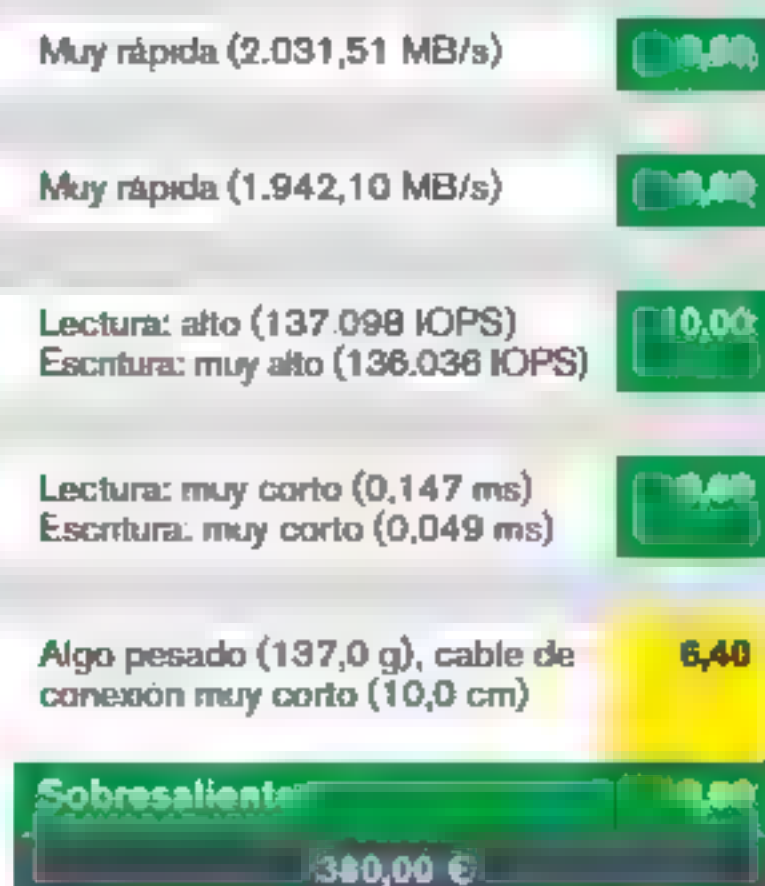 Muy rápida (2.031,51 MB/s)
Muy rápida (1.942,10 MB/s)
Lectura: alto (137.098 IOPS)
10,00
Escritura: muy alto (136.036 IOPS)
Lectura: muy corto (0,147 ms)
Escritura: muy corto (0,049 ms)
Algo pesado (137,0 g), cable de
6,40
conexión muy corto (10,0 cm)
Sobresaliente